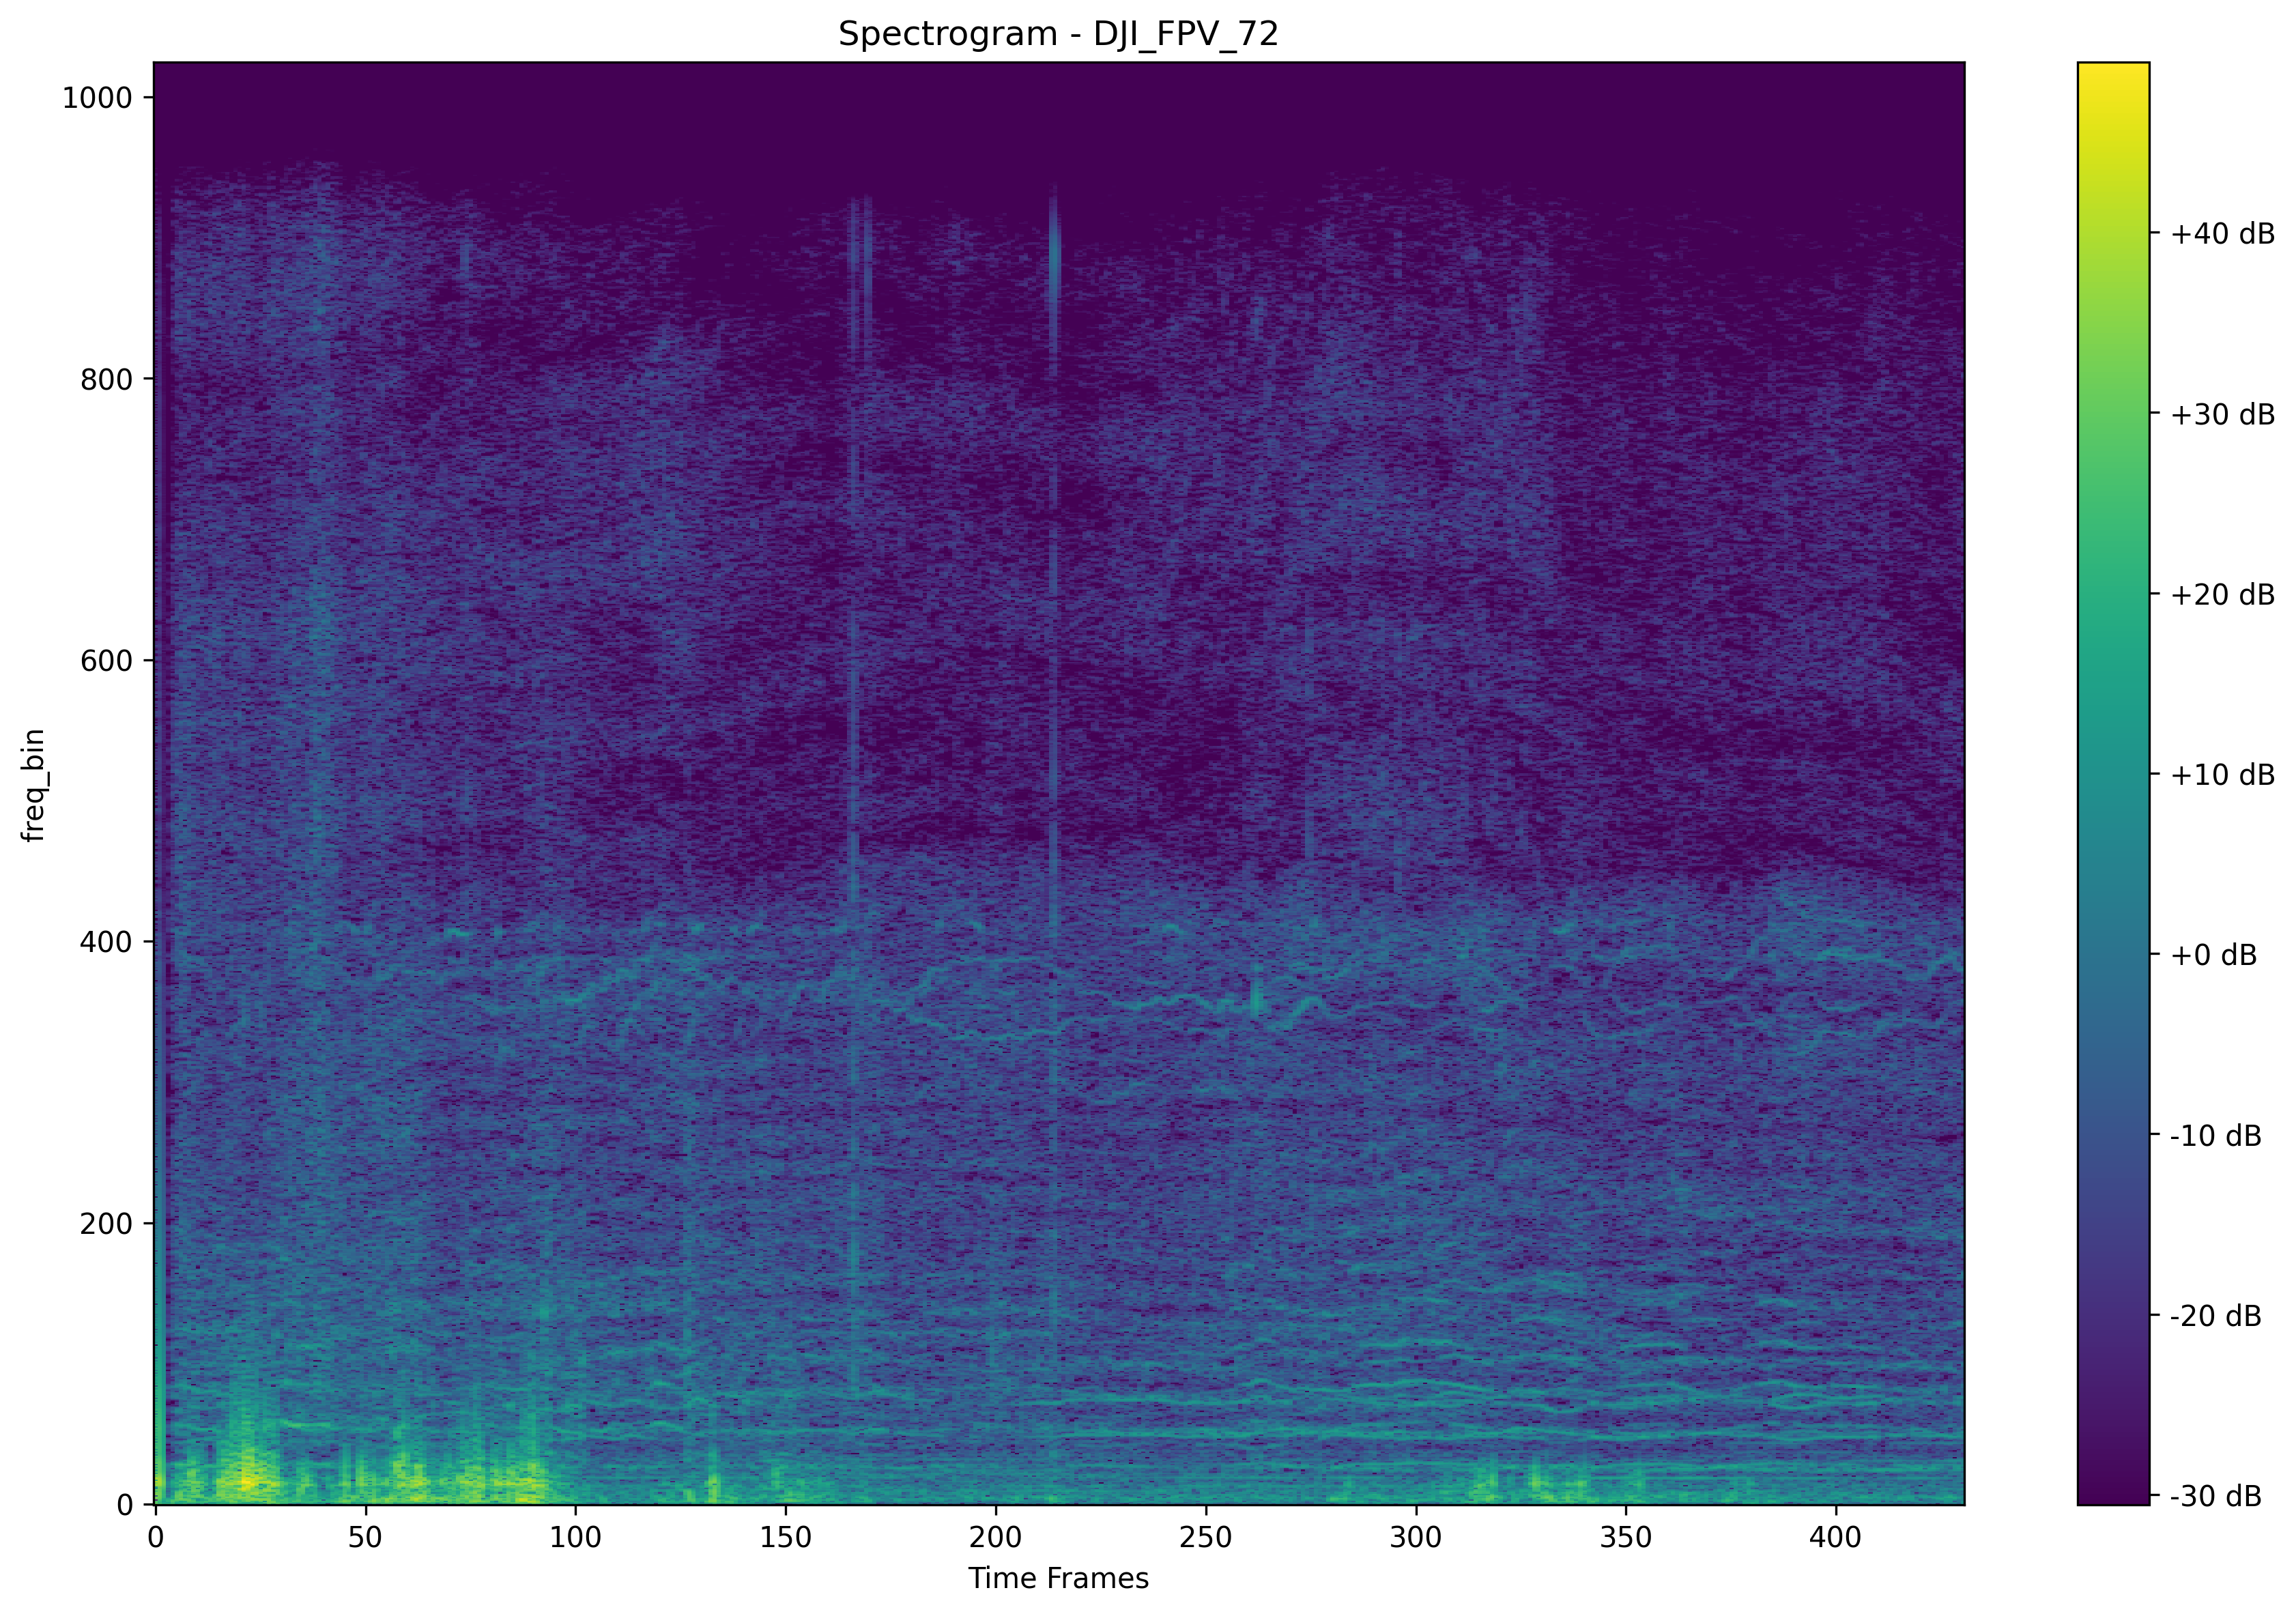 Spectrogram - DJI_FPV_72
freq_bin
1000
800
600
400
200
0
0 50 100 150 200 250 300 350 400
Time Frames
+40 dB
+30 dB
+20 dB
+10 dB
+0 dB
-10 dB
-20 dB
-30 dB